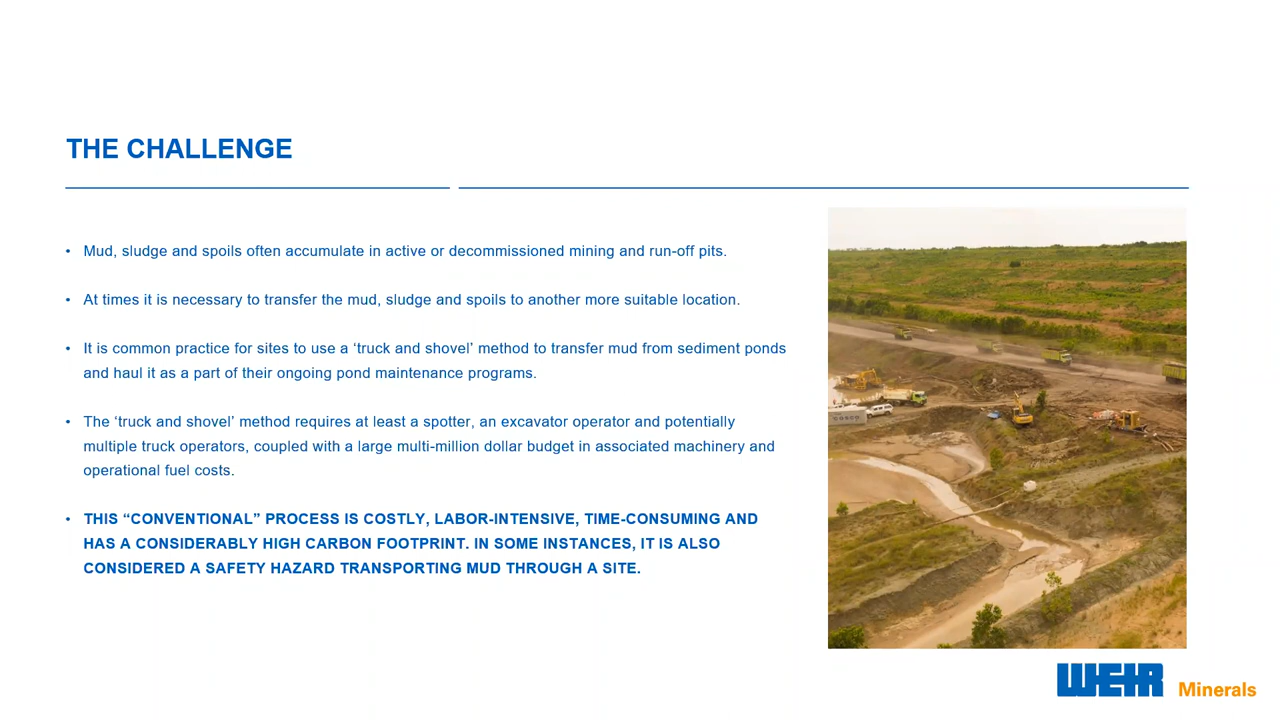 THE CHALLENGE
• Mud, sludge and spoils often accumulate in active or decommissioned mining and run-off pits.
• At times it is necessary to transfer the mud, sludge and spoils to another more suitable location.
• It is common practice for sites to use a ‘truck and shovel’ method to transfer mud from sediment ponds
and haul it as a part of their ongoing pond maintenance programs.
• The ‘truck and shovel’ method requires at least a spotter, an excavator operator and potentially
multiple truck operators, coupled with a large multi-million dollar budget in associated machinery and
operational fuel costs.
• THIS “CONVENTIONAL” PROCESS IS COSTLY, LABOR-INTENSIVE, TIME-CONSUMING AND
HAS A CONSIDERABLY HIGH CARBON FOOTPRINT. IN SOME INSTANCES, IT IS ALSO
CONSIDERED A SAFETY HAZARD TRANSPORTING MUD THROUGH A SITE.
WEIR Minerals